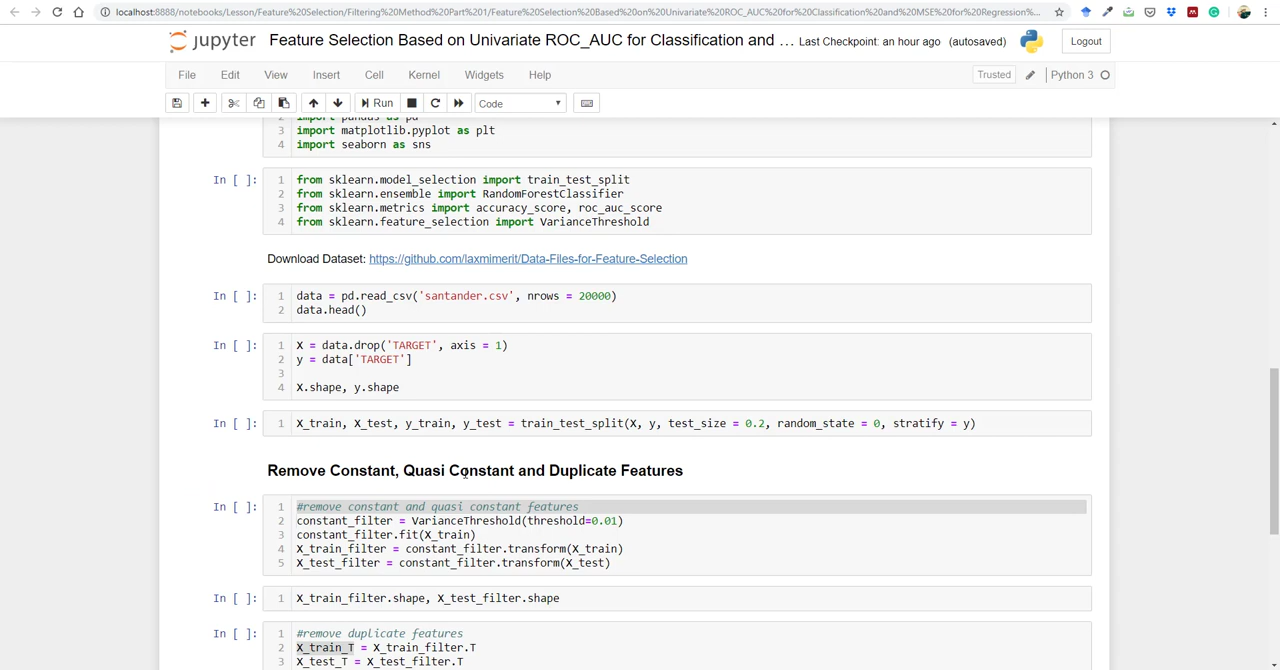 localhost:8888/notebooks/Lesson/Feature%20Selection/Filtering%20Method%20Part%201/Feature%20Selection%20Based%20on%20Univariate%20ROC_AUC%20for%20Classification%20and%20MSE%20for%20Regression%...
jupyter Feature Selection Based on Univariate ROC_AUC for Classification and ... Last Checkpoint: an hour ago (autosaved) Logout
File Edit View Insert Cell Kernel Widgets Help Trusted Python 3
Run Code
2 import pandas as pd
3 import matplotlib.pyplot as plt
4 import seaborn as sns
In [ ]: 1 from sklearn.model_selection import train_test_split
2 from sklearn.ensemble import RandomForestClassifier
3 from sklearn.metrics import accuracy_score, roc_auc_score
4 from sklearn.feature_selection import VarianceThreshold
Download Dataset: https://github.com/laxmimerit/Data-Files-for-Feature-Selection
In [ ]: 1 data = pd.read_csv('santander.csv', nrows = 20000)
2 data.head()
In [ ]: 1 X = data.drop('TARGET', axis = 1)
2 y = data['TARGET']
3
4 X.shape, y.shape
In [ ]: 1 X_train, X_test, y_train, y_test = train_test_split(X, y, test_size = 0.2, random_state = 0, stratify = y)
Remove Constant, Quasi Constant and Duplicate Features
In [ ]: 1 #remove constant and quasi constant features
2 constant_filter = VarianceThreshold(threshold=0.01)
3 constant_filter.fit(X_train)
4 X_train_filter = constant_filter.transform(X_train)
5 X_test_filter = constant_filter.transform(X_test)
In [ ]: 1 X_train_filter.shape, X_test_filter.shape
In [ ]: 1 #remove duplicate features
2 X_train_T = X_train_filter.T
3 X_test_T = X_test_filter.T